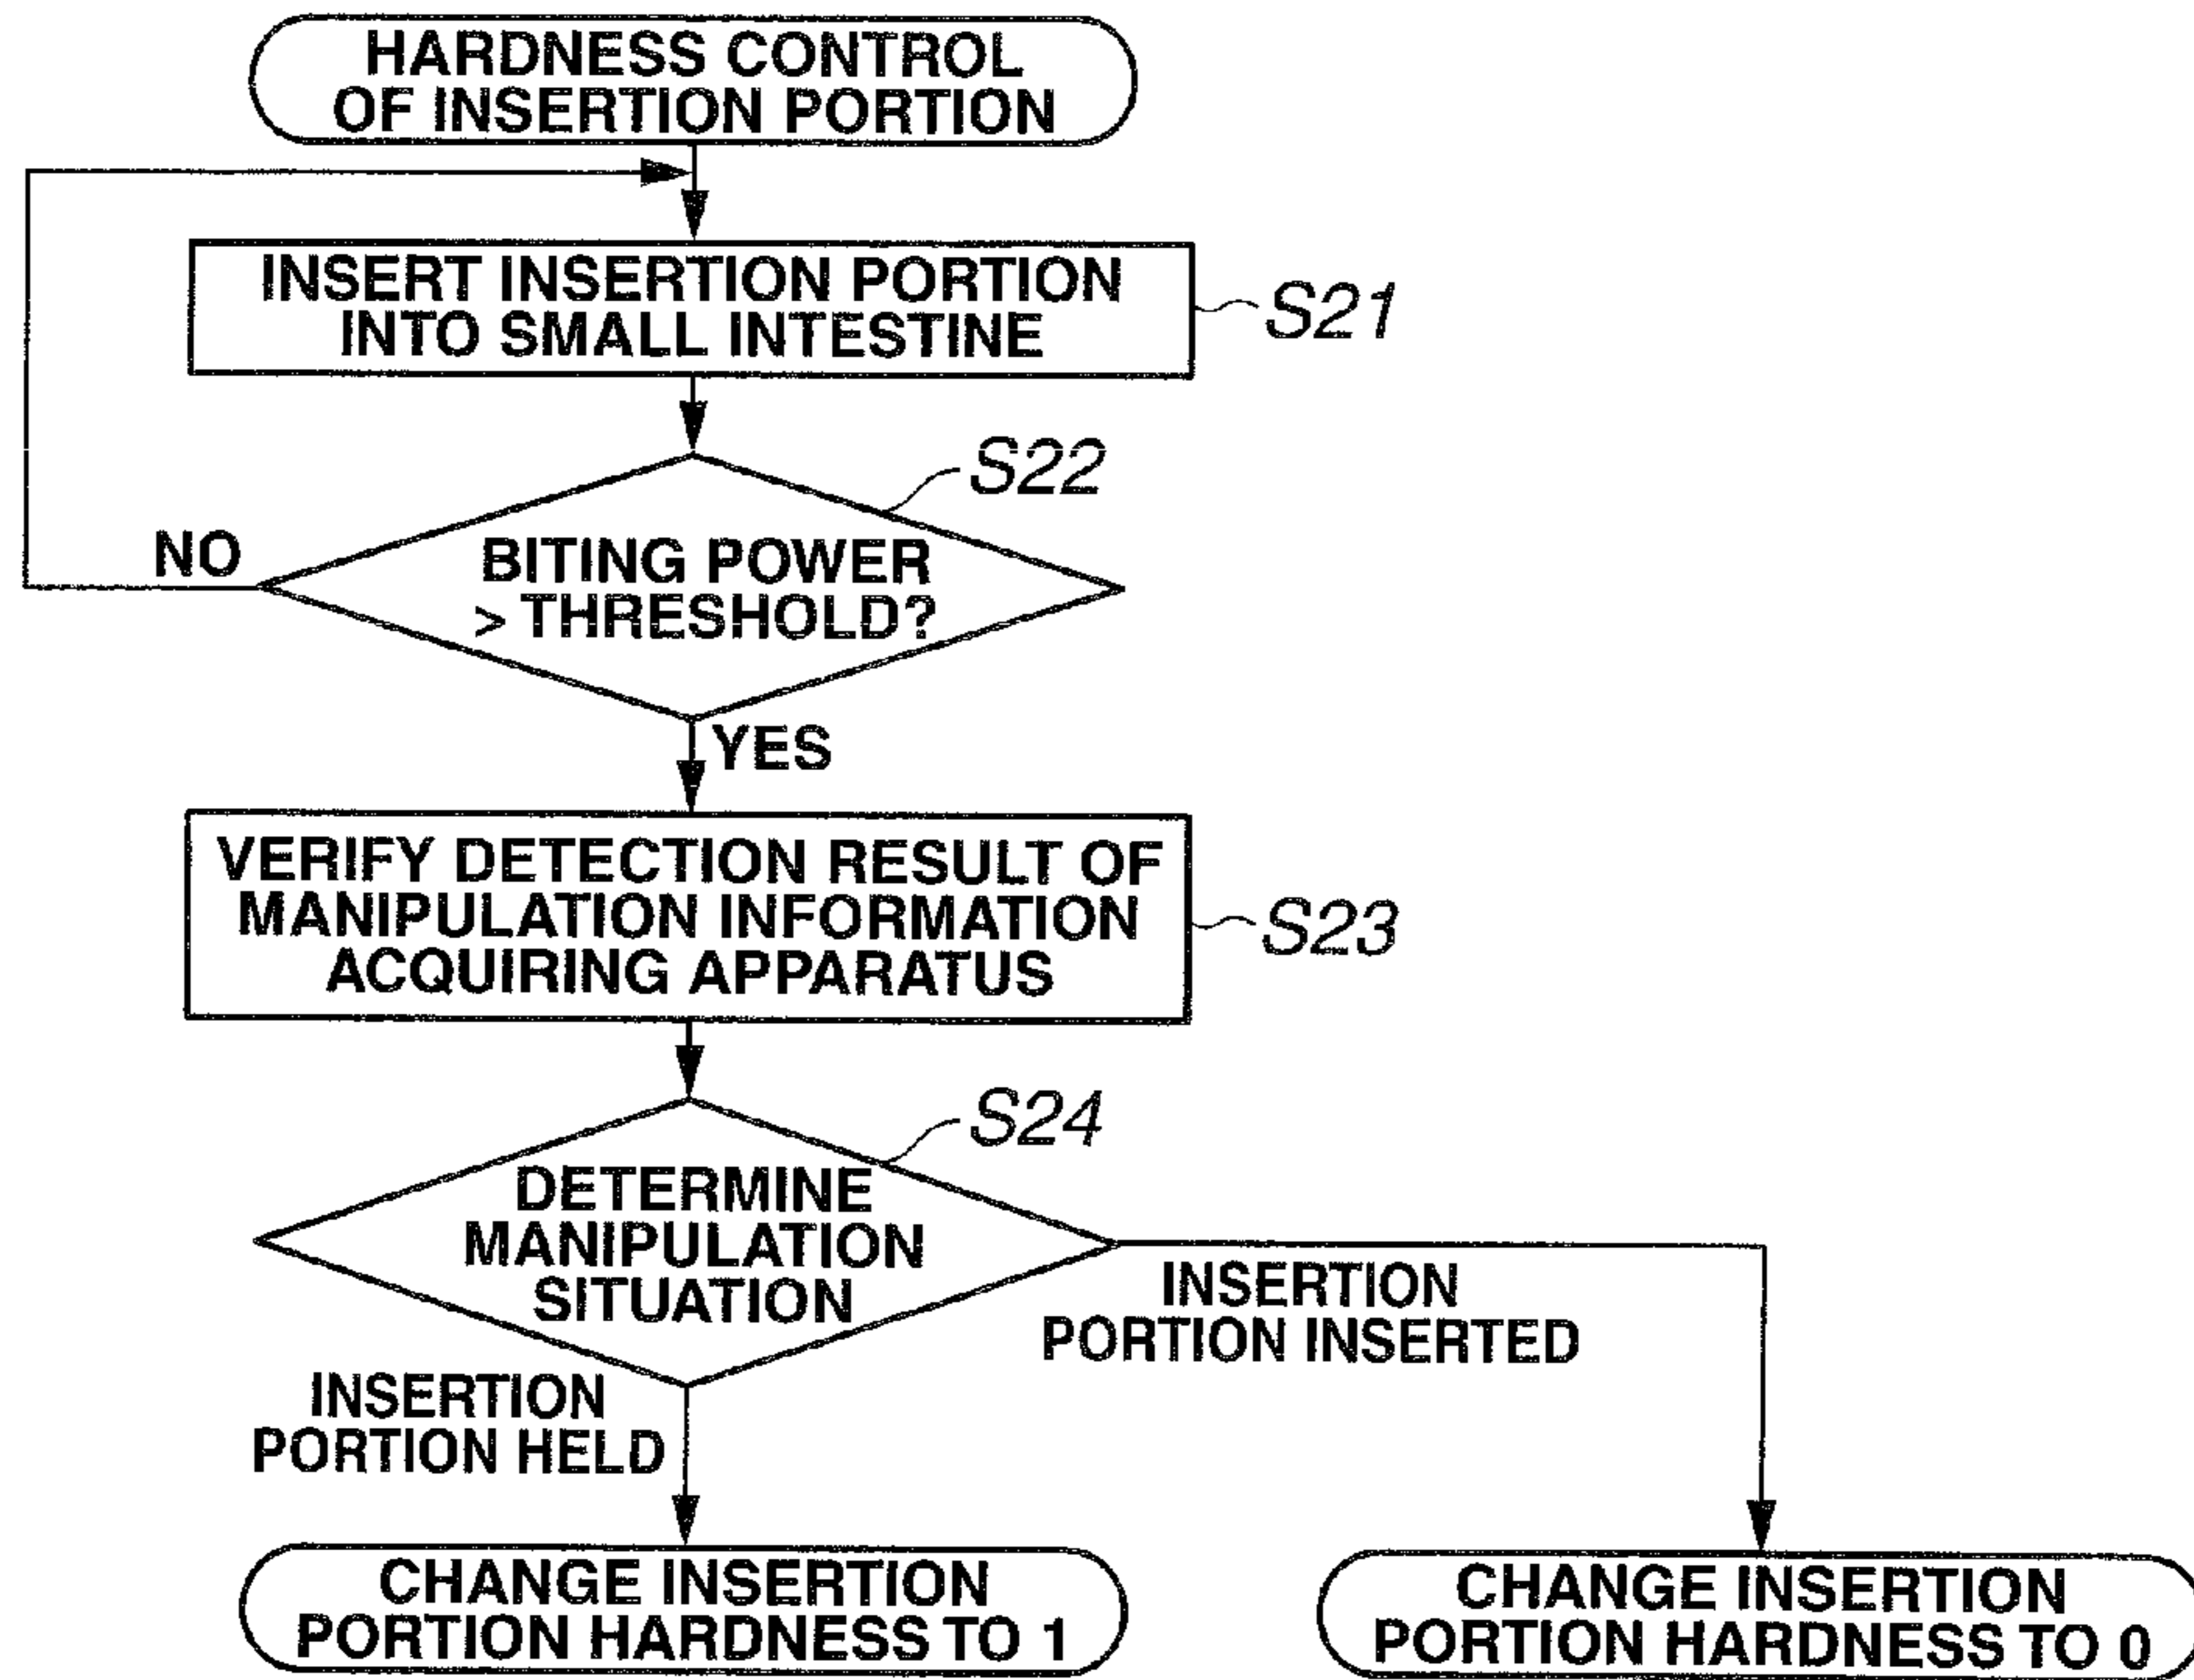 HARDNESS CONTROL
OF INSERTION PORTION
INSERT INSERTION PORTION
INTO SMALL INTESTINE
S21
S22
NO
BITING POWER
> THRESHOLD?
YES
VERIFY DETECTION RESULT OF
MANIPULATION INFORMATION
ACQUIRING APPARATUS
S23
S24
DETERMINE
MANIPULATION
SITUATION
INSERTION
PORTION INSERTED
INSERTION
PORTION HELD
CHANGE INSERTION
PORTION HARDNESS TO 1
CHANGE INSERTION
PORTION HARDNESS TO 0